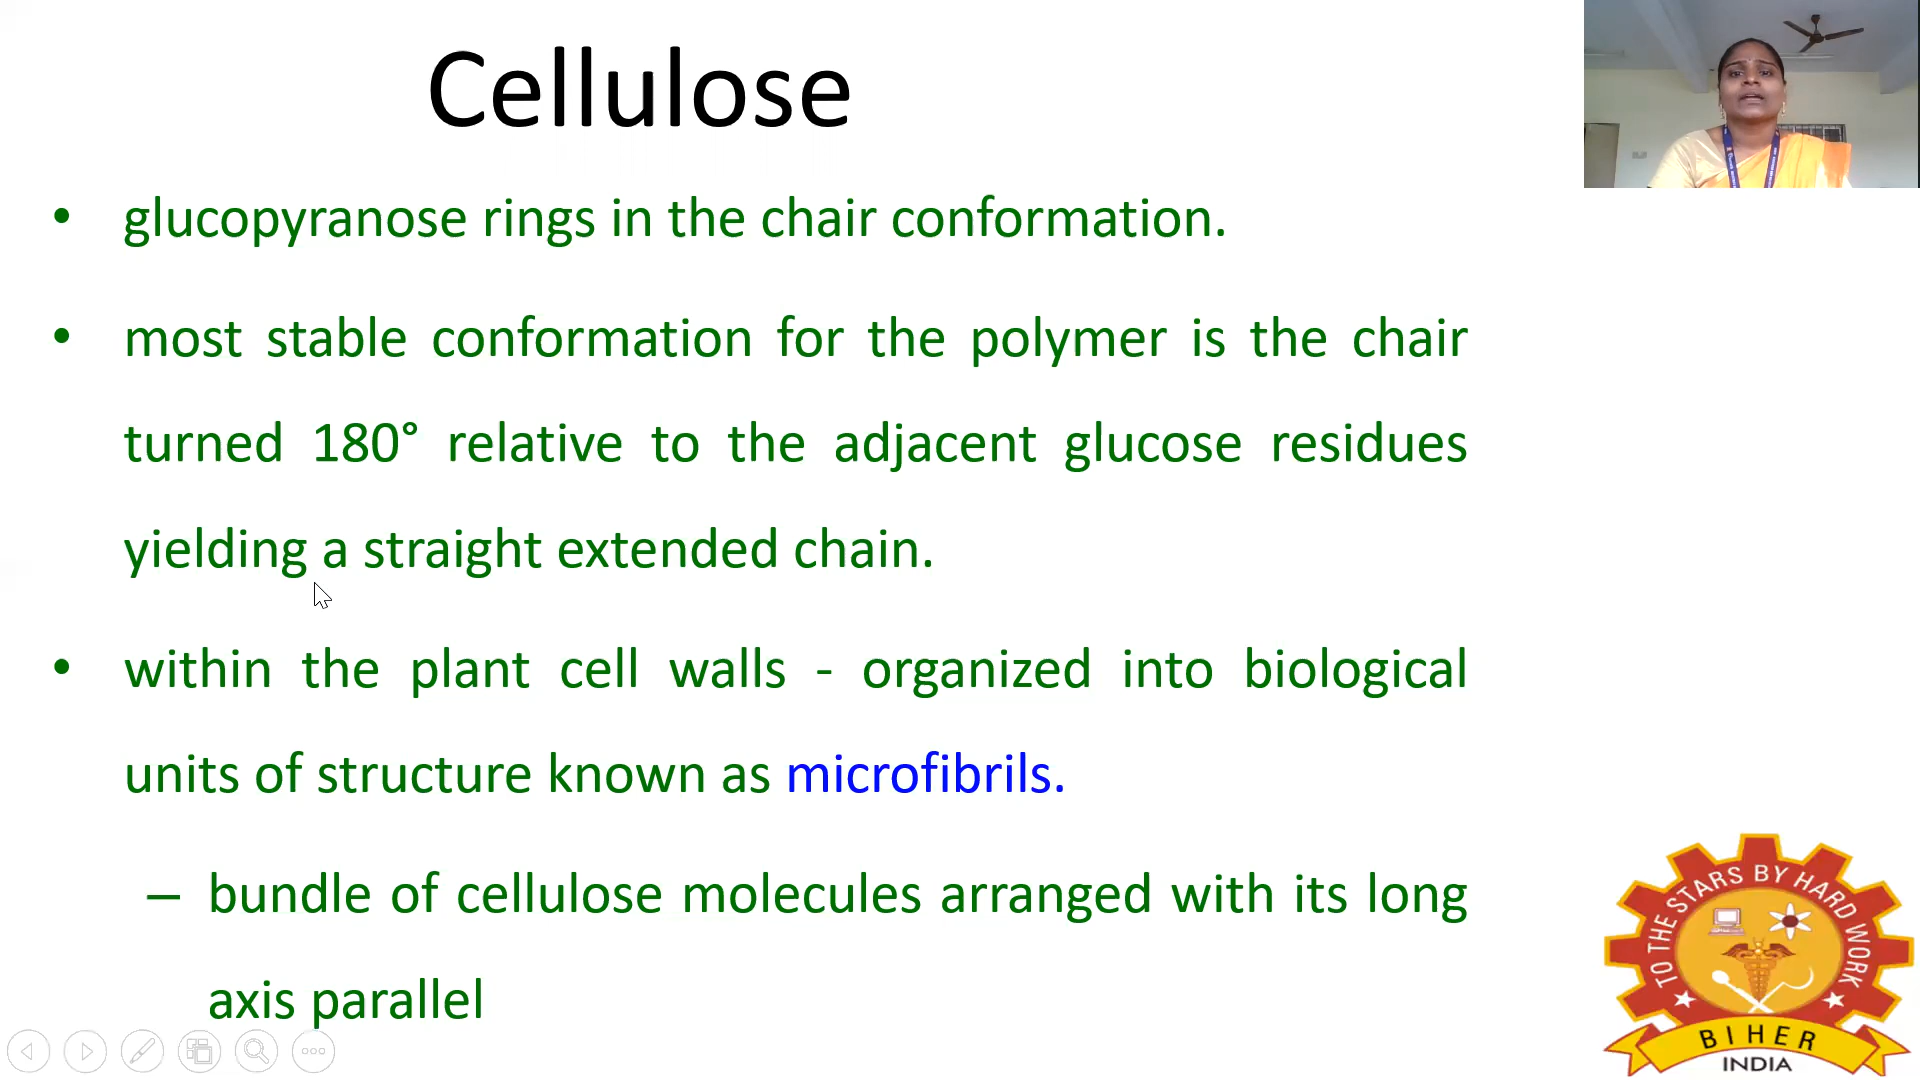 Cellulose
• glucopyranose rings in the chair conformation.
• most stable conformation for the polymer is the chair
turned 180° relative to the adjacent glucose residues
yielding a straight extended chain.
• within the plant cell walls - organized into biological
units of structure known as microfibrils.
– bundle of cellulose molecules arranged with its long
axis parallel
TO THE STARS BY HARD WORK
BIHER
INDIA